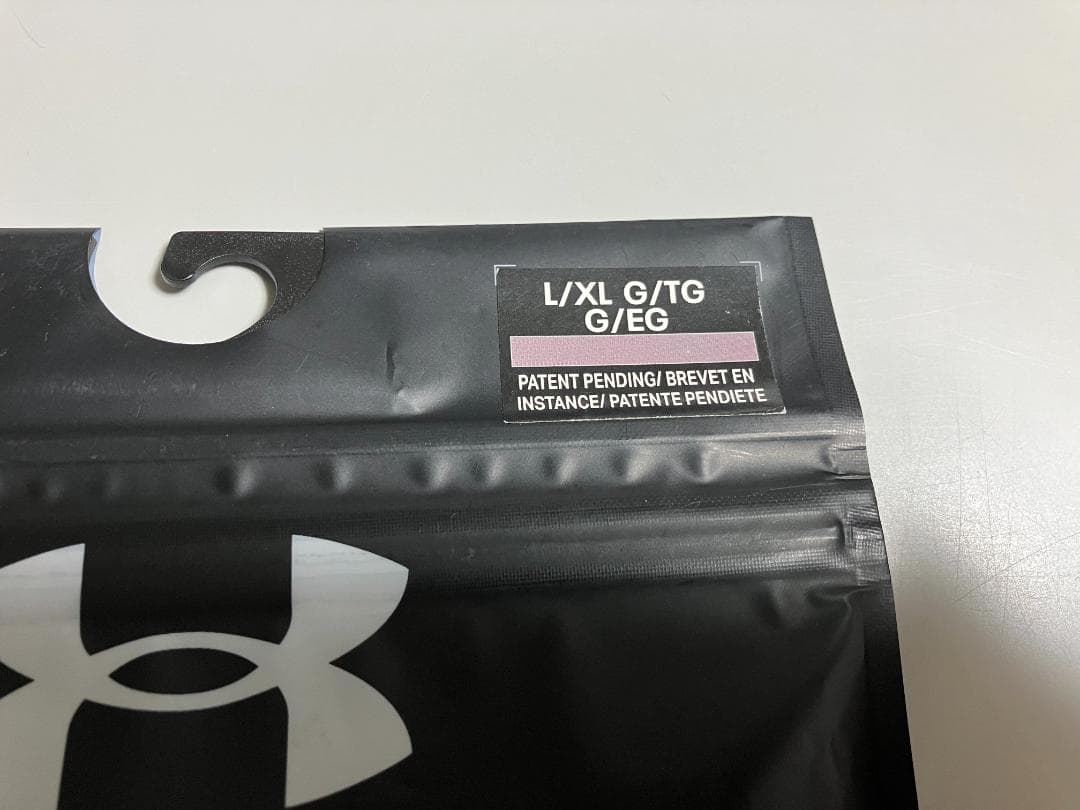 L/XL G/TG
G/EG
PATENT PENDING/ BREVET EN
INSTANCE/ PATENTE PENDIETE